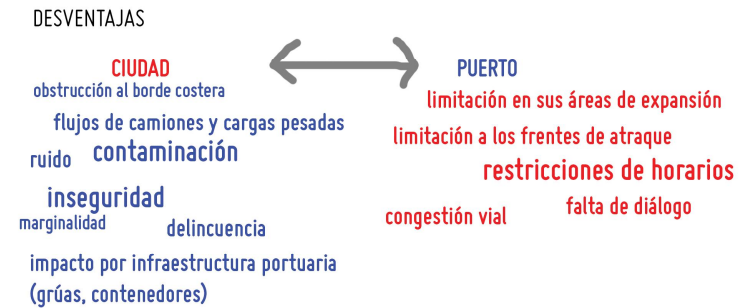 DESVENTAJAS
CIUDAD
obstrucción al borde costera
flujos de camiones y cargas pesadas
ruido contaminación
inseguridad
marginalidad
delincuencia
impacto por infraestructura portuaria
(grúas, contenedores)
PUERTO
limitación en sus áreas de expansión
limitación a los frentes de atraque
restricciones de horarios
falta de diálogo
congestión vial